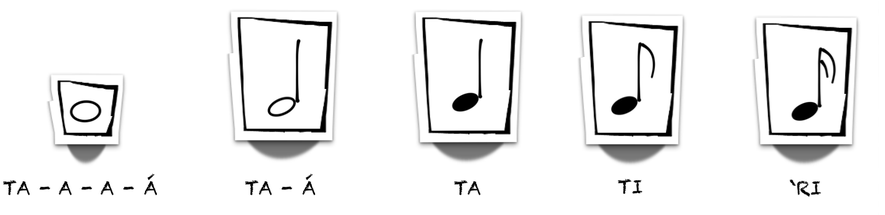 TA - A - A - Á TA - Á TA TI 'RI